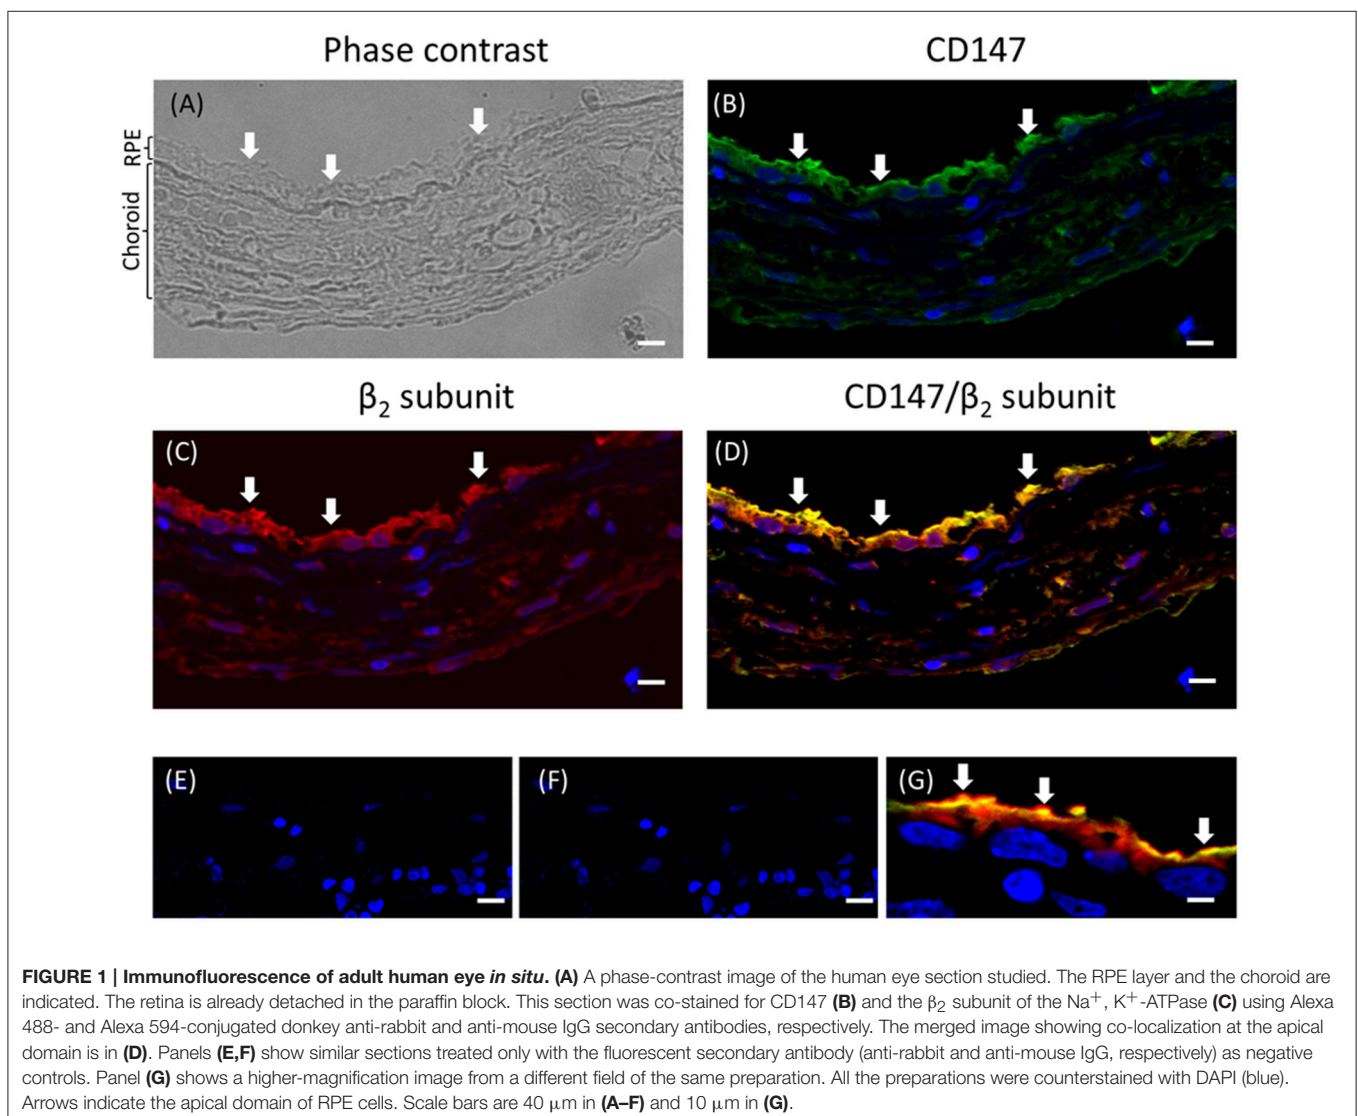 Phase contrast
CD147
(A)
(B)
RPE
Choroid
β₂ subunit
CD147/β₂ subunit
(C)
(D)
(E)
(F)
(G)
FIGURE 1 | Immunofluorescence of adult human eye in situ. (A) A phase-contrast image of the human eye section studied. The RPE layer and the choroid are
indicated. The retina is already detached in the paraffin block. This section was co-stained for CD147 (B) and the β₂ subunit of the Na⁺, K⁺-ATPase (C) using Alexa
488- and Alexa 594-conjugated donkey anti-rabbit and anti-mouse IgG secondary antibodies, respectively. The merged image showing co-localization at the apical
domain is in (D). Panels (E,F) show similar sections treated only with the fluorescent secondary antibody (anti-rabbit and anti-mouse IgG, respectively) as negative
controls. Panel (G) shows a higher-magnification image from a different field of the same preparation. All the preparations were counterstained with DAPI (blue).
Arrows indicate the apical domain of RPE cells. Scale bars are 40 μm in (A–F) and 10 μm in (G).